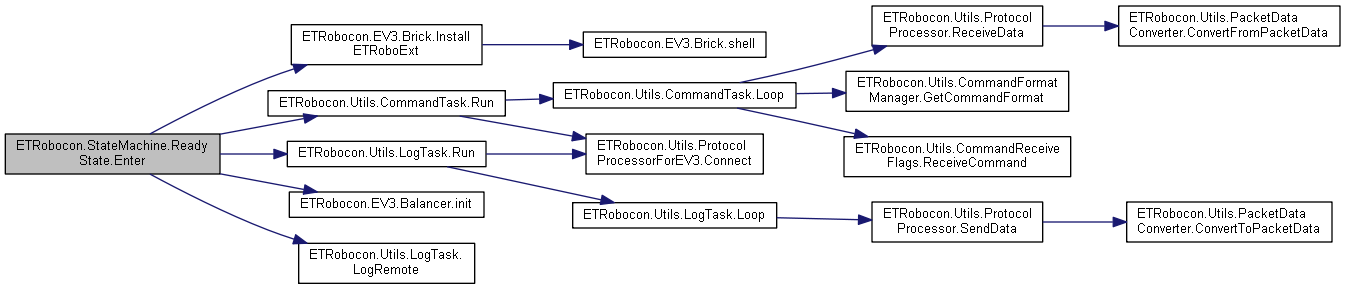 ETRobocon.StateMachine.Ready
State.Enter
ETRobocon.EV3.Brick.Install
ETRoboExt
ETRobocon.EV3.Brick.shell
ETRobocon.Utils.CommandTask.Run
ETRobocon.Utils.CommandTask.Loop
ETRobocon.Utils.Protocol
Processor.ReceiveData
ETRobocon.Utils.PacketData
Converter.ConvertFromPacketData
ETRobocon.Utils.CommandFormat
Manager.GetCommandFormat
ETRobocon.Utils.CommandReceive
Flags.ReceiveCommand
ETRobocon.Utils.Protocol
ProcessorForEV3.Connect
ETRobocon.Utils.LogTask.Run
ETRobocon.Utils.LogTask.Loop
ETRobocon.Utils.Protocol
Processor.SendData
ETRobocon.Utils.PacketData
Converter.ConvertToPacketData
ETRobocon.EV3.Balancer.init
ETRobocon.Utils.LogTask.
LogRemote